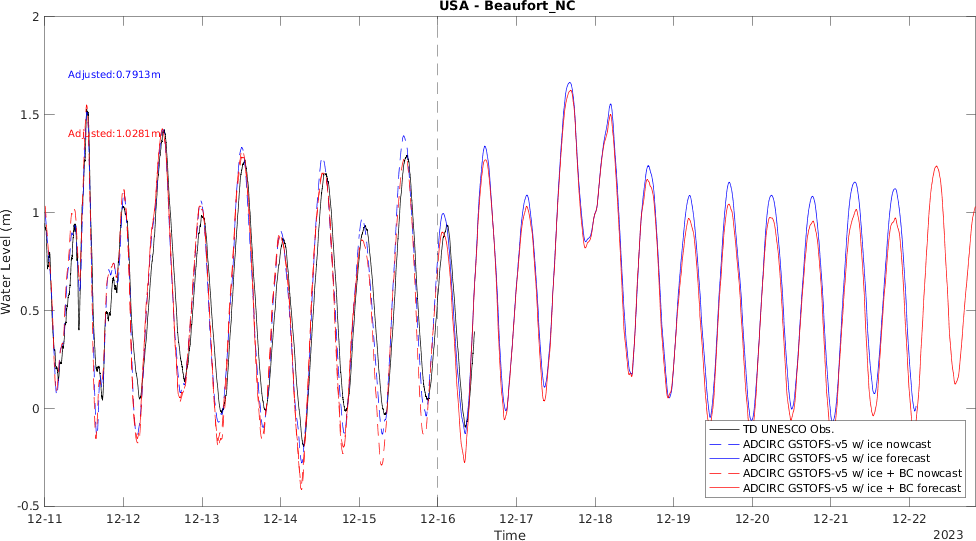 USA - Beaufort_NC
2
1.5
1
0.5
0
-0.5
Water Level (m)
Adjusted:0.7913m
Adjusted:1.0281m
TD UNESCO Obs.
ADCIRC GSTOFS-v5 w/ ice nowcast
ADCIRC GSTOFS-v5 w/ ice forecast
ADCIRC GSTOFS-v5 w/ ice + BC nowcast
ADCIRC GSTOFS-v5 w/ ice + BC forecast
12-11 12-12 12-13 12-14 12-15 12-16 12-17 12-18 12-19 12-20 12-21 12-22
Time
2023